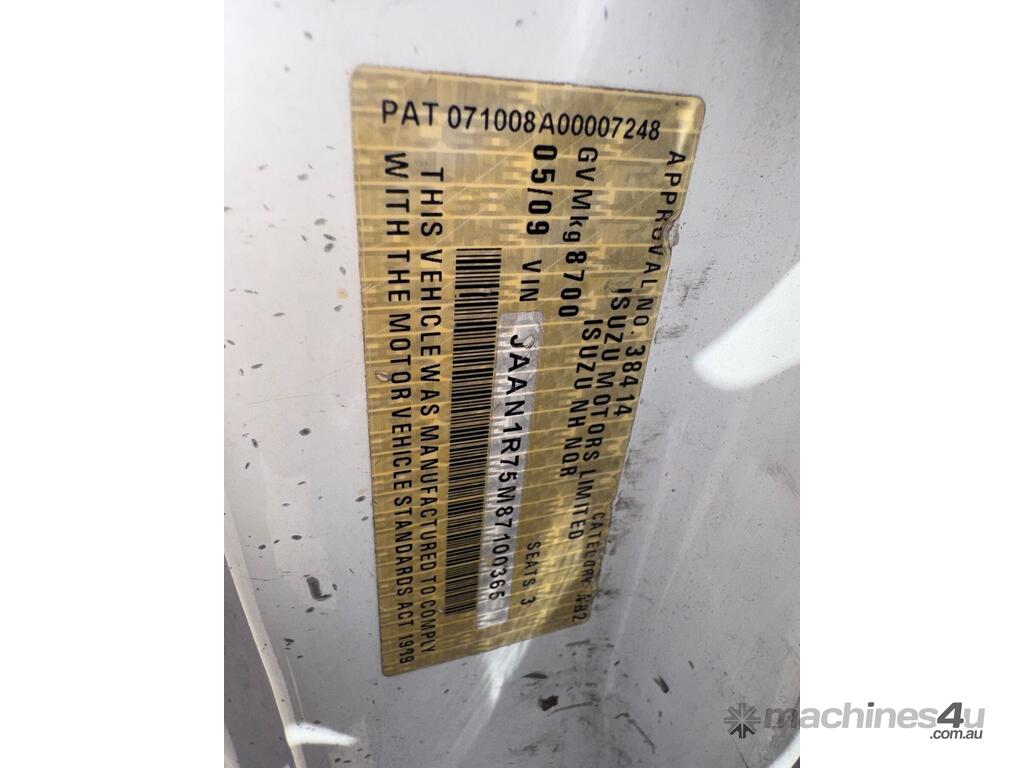 PAT 071008A00007248
APPROVAL NO. 38414 CATEGORY NB2
ISUZU MOTORS LIMITED
ISUZU NH NQR
GVM kg 8700 SEATS 3
05/09 VIN JAAN1R75M87100365
THIS VEHICLE WAS MANUFACTURED TO COMPLY
WITH THE MOTOR VEHICLE STANDARDS ACT 1989
machines4u
.com.au